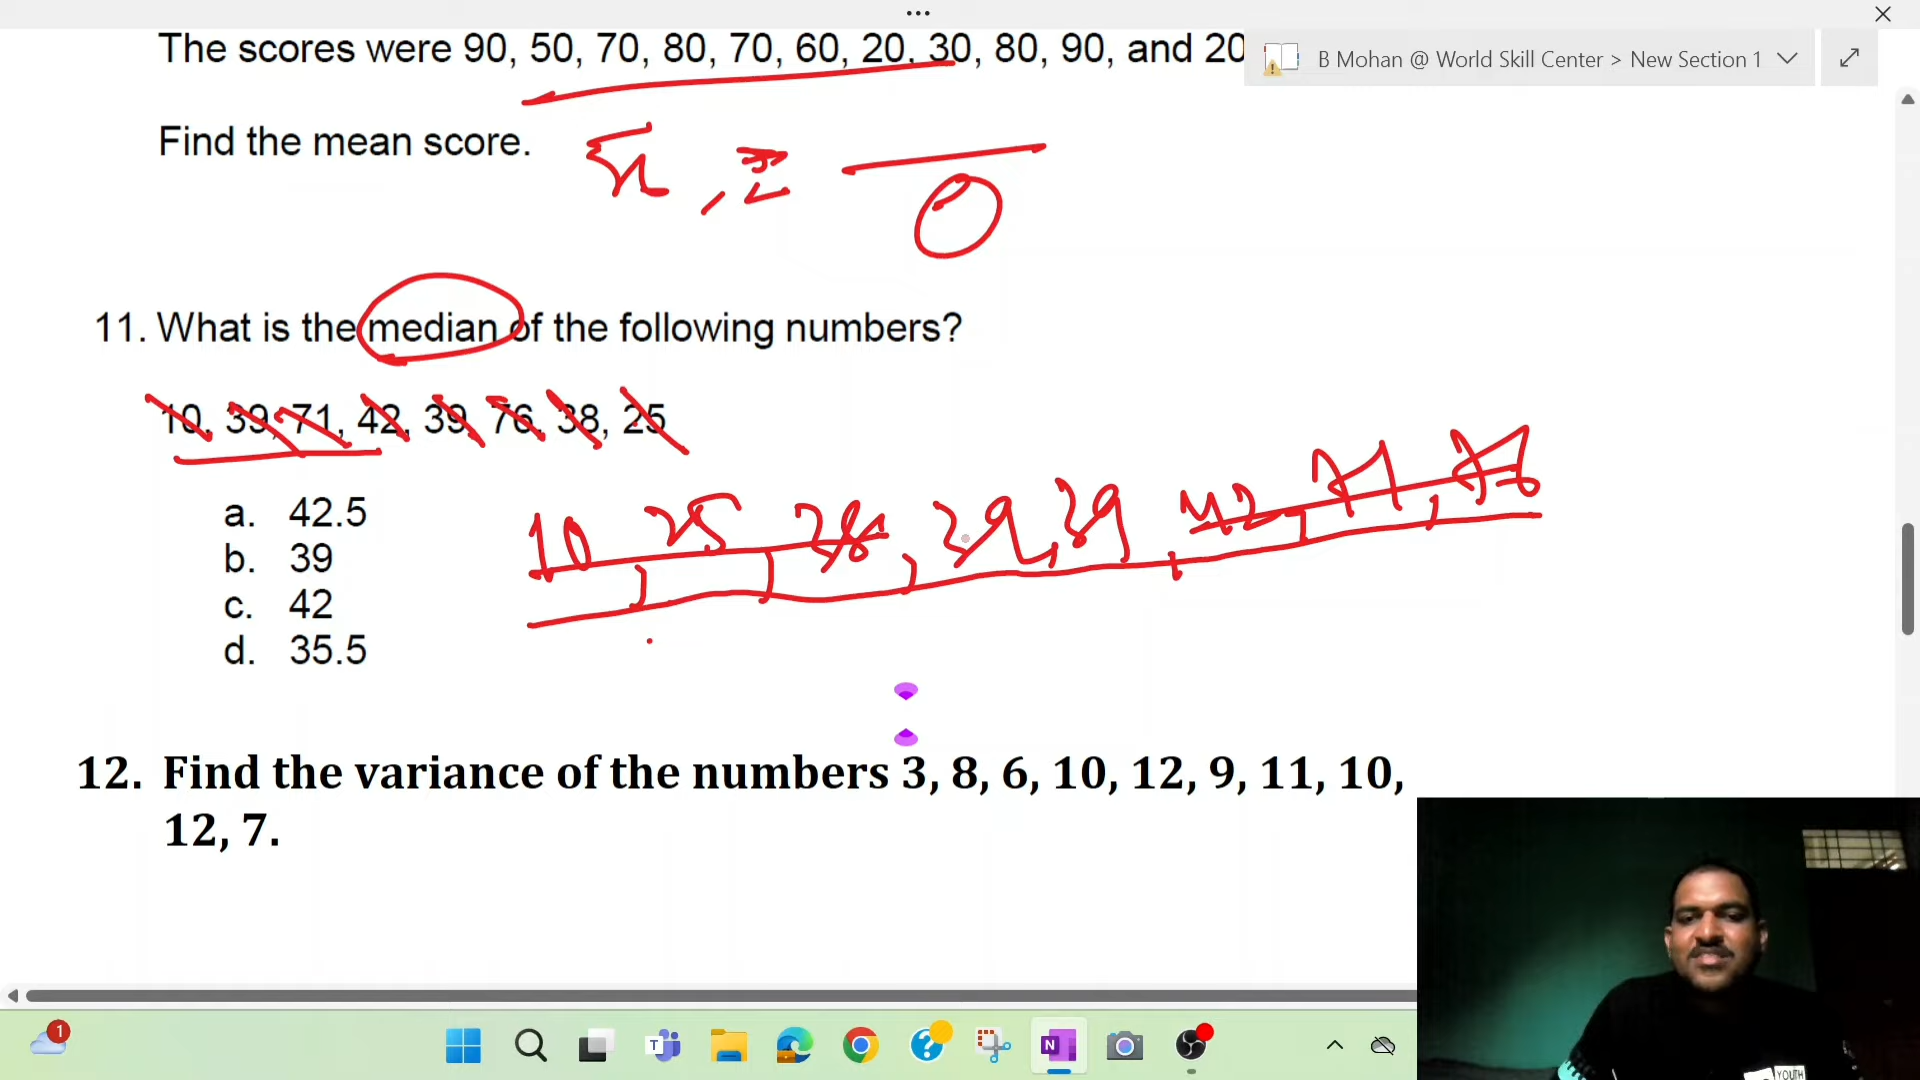 The scores were 90, 50, 70, 80, 70, 60, 20, 30, 80, 90, and 20
B Mohan @ World Skill Center > New Section 1
Find the mean score.
11. What is the median of the following numbers?
10, 39, 71, 42, 39, 76, 38, 25
10, 25, 38, 39, 39, 42, 71, 76
a. 42.5
b. 39
c. 42
d. 35.5
12. Find the variance of the numbers 3, 8, 6, 10, 12, 9, 11, 10,
12, 7.
1
YOUTH